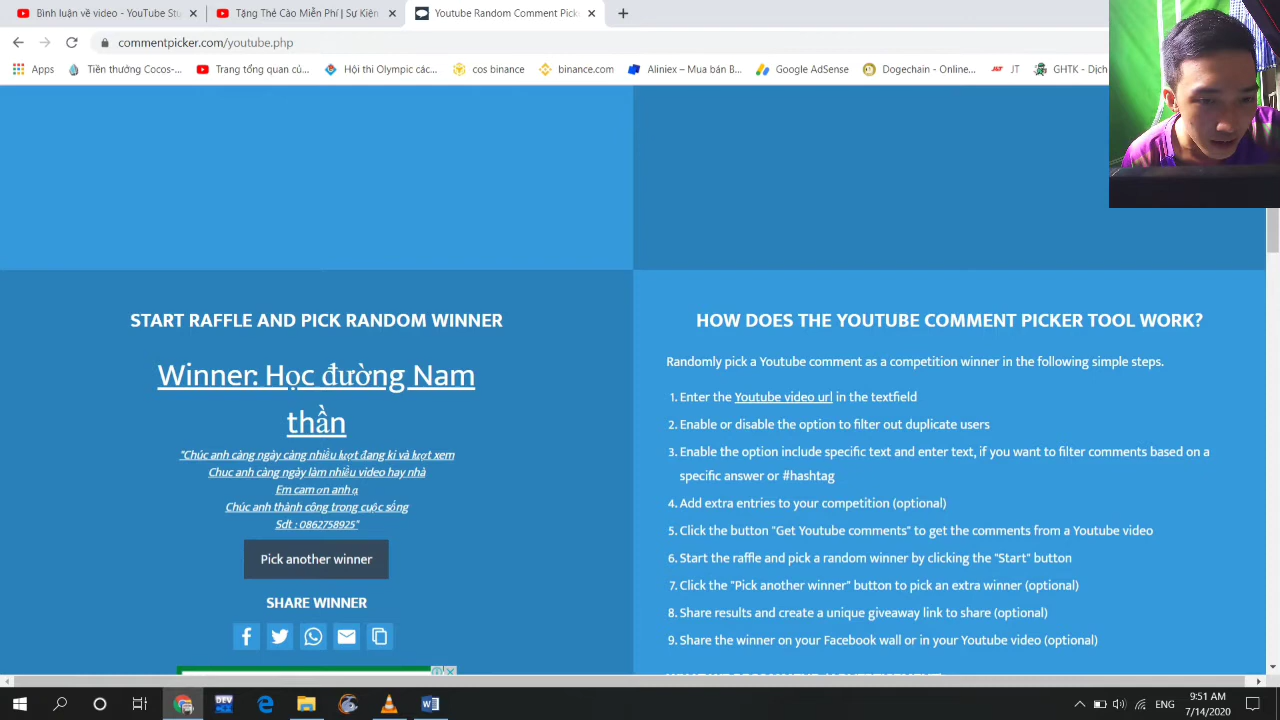 Bình luận về video - YouTube Stu
Tặng Thẻ Cào Miễn Phí | Sự Kiện
Youtube Random Comment Pick
commentpicker.com/youtube.php
Apps
Tiền thưởng Cocos-...
Trang tổng quan củ...
Hội thi Olympic các...
cos binance
binance.com
Aliniex – Mua bán B...
Google AdSense
Dogechain - Online...
JT
GHTK - Dịch
START RAFFLE AND PICK RANDOM WINNER
Winner: Học đường Nam
thần
"Chúc anh càng ngày càng nhiều lượt đang ki và lượt xem
Chuc anh càng ngày làm nhiều video hay nhà
Em cam ơn anh ạ
Chúc anh thành công trong cuộc sống
Sdt : 0862758925"
Pick another winner
SHARE WINNER
HOW DOES THE YOUTUBE COMMENT PICKER TOOL WORK?
Randomly pick a Youtube comment as a competition winner in the following simple steps.
1. Enter the Youtube video url in the textfield
2. Enable or disable the option to filter out duplicate users
3. Enable the option include specific text and enter text, if you want to filter comments based on a
specific answer or #hashtag
4. Add extra entries to your competition (optional)
5. Click the button "Get Youtube comments" to get the comments from a Youtube video
6. Start the raffle and pick a random winner by clicking the "Start" button
7. Click the "Pick another winner" button to pick an extra winner (optional)
8. Share results and create a unique giveaway link to share (optional)
9. Share the winner on your Facebook wall or in your Youtube video (optional)
DEV
ENG
9:51 AM
7/14/2020